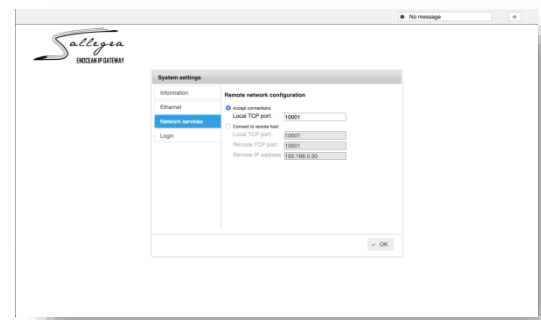 No message
Sallegra
ENOCEAN IP GATEWAY
System settings
Information
Ethernet
Network services
Login
Remote network configuration
Accept connections
Local TCP port: 10001
Connect to remote host
Local TCP port: 10001
Remote TCP port: 10001
Remote IP address: 192.168.0.30
OK